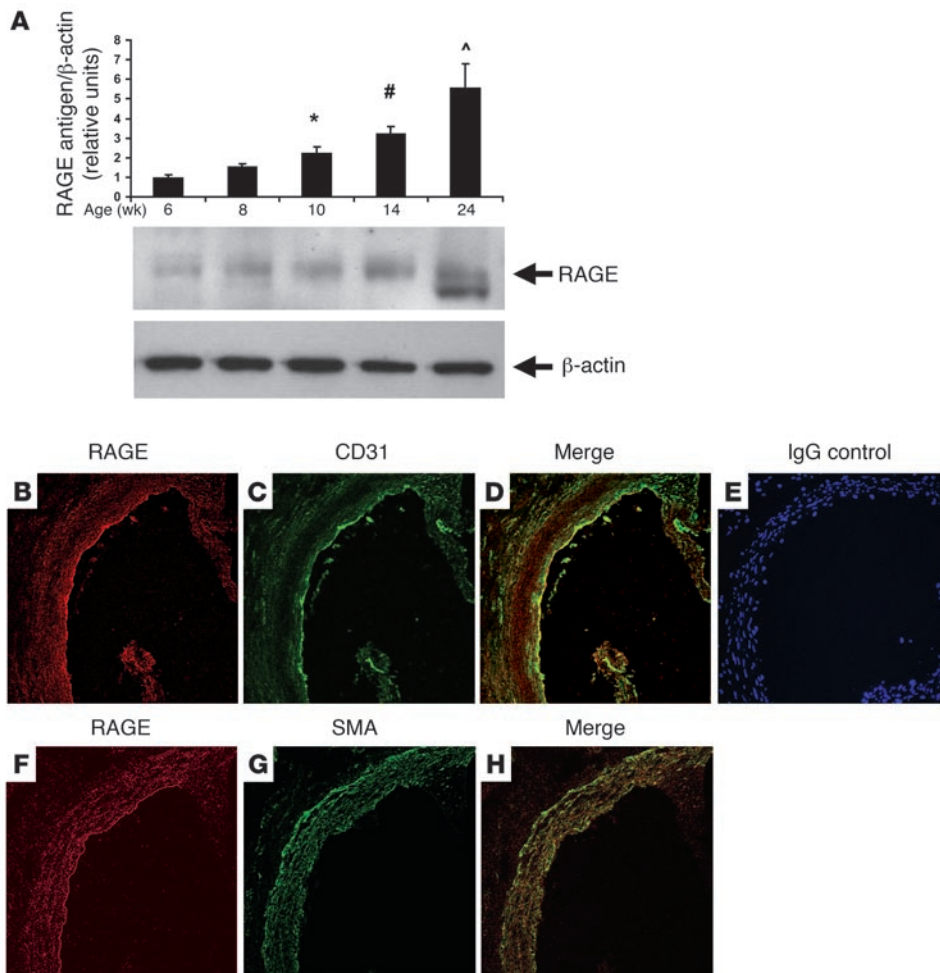 A
RAGE antigen/β-actin
(relative units)
8
7
6
5
4
3
2
1
0
*
#
^
Age (wk) 6 8 10 14 24
RAGE
β-actin
RAGE CD31 Merge IgG control
B C D E
RAGE SMA Merge
F G H